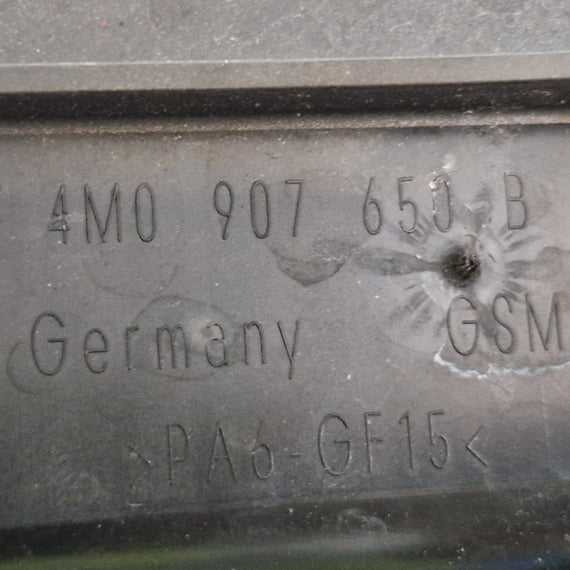 4M0 907 650 B
Germany GSM
>PA6-GF15<